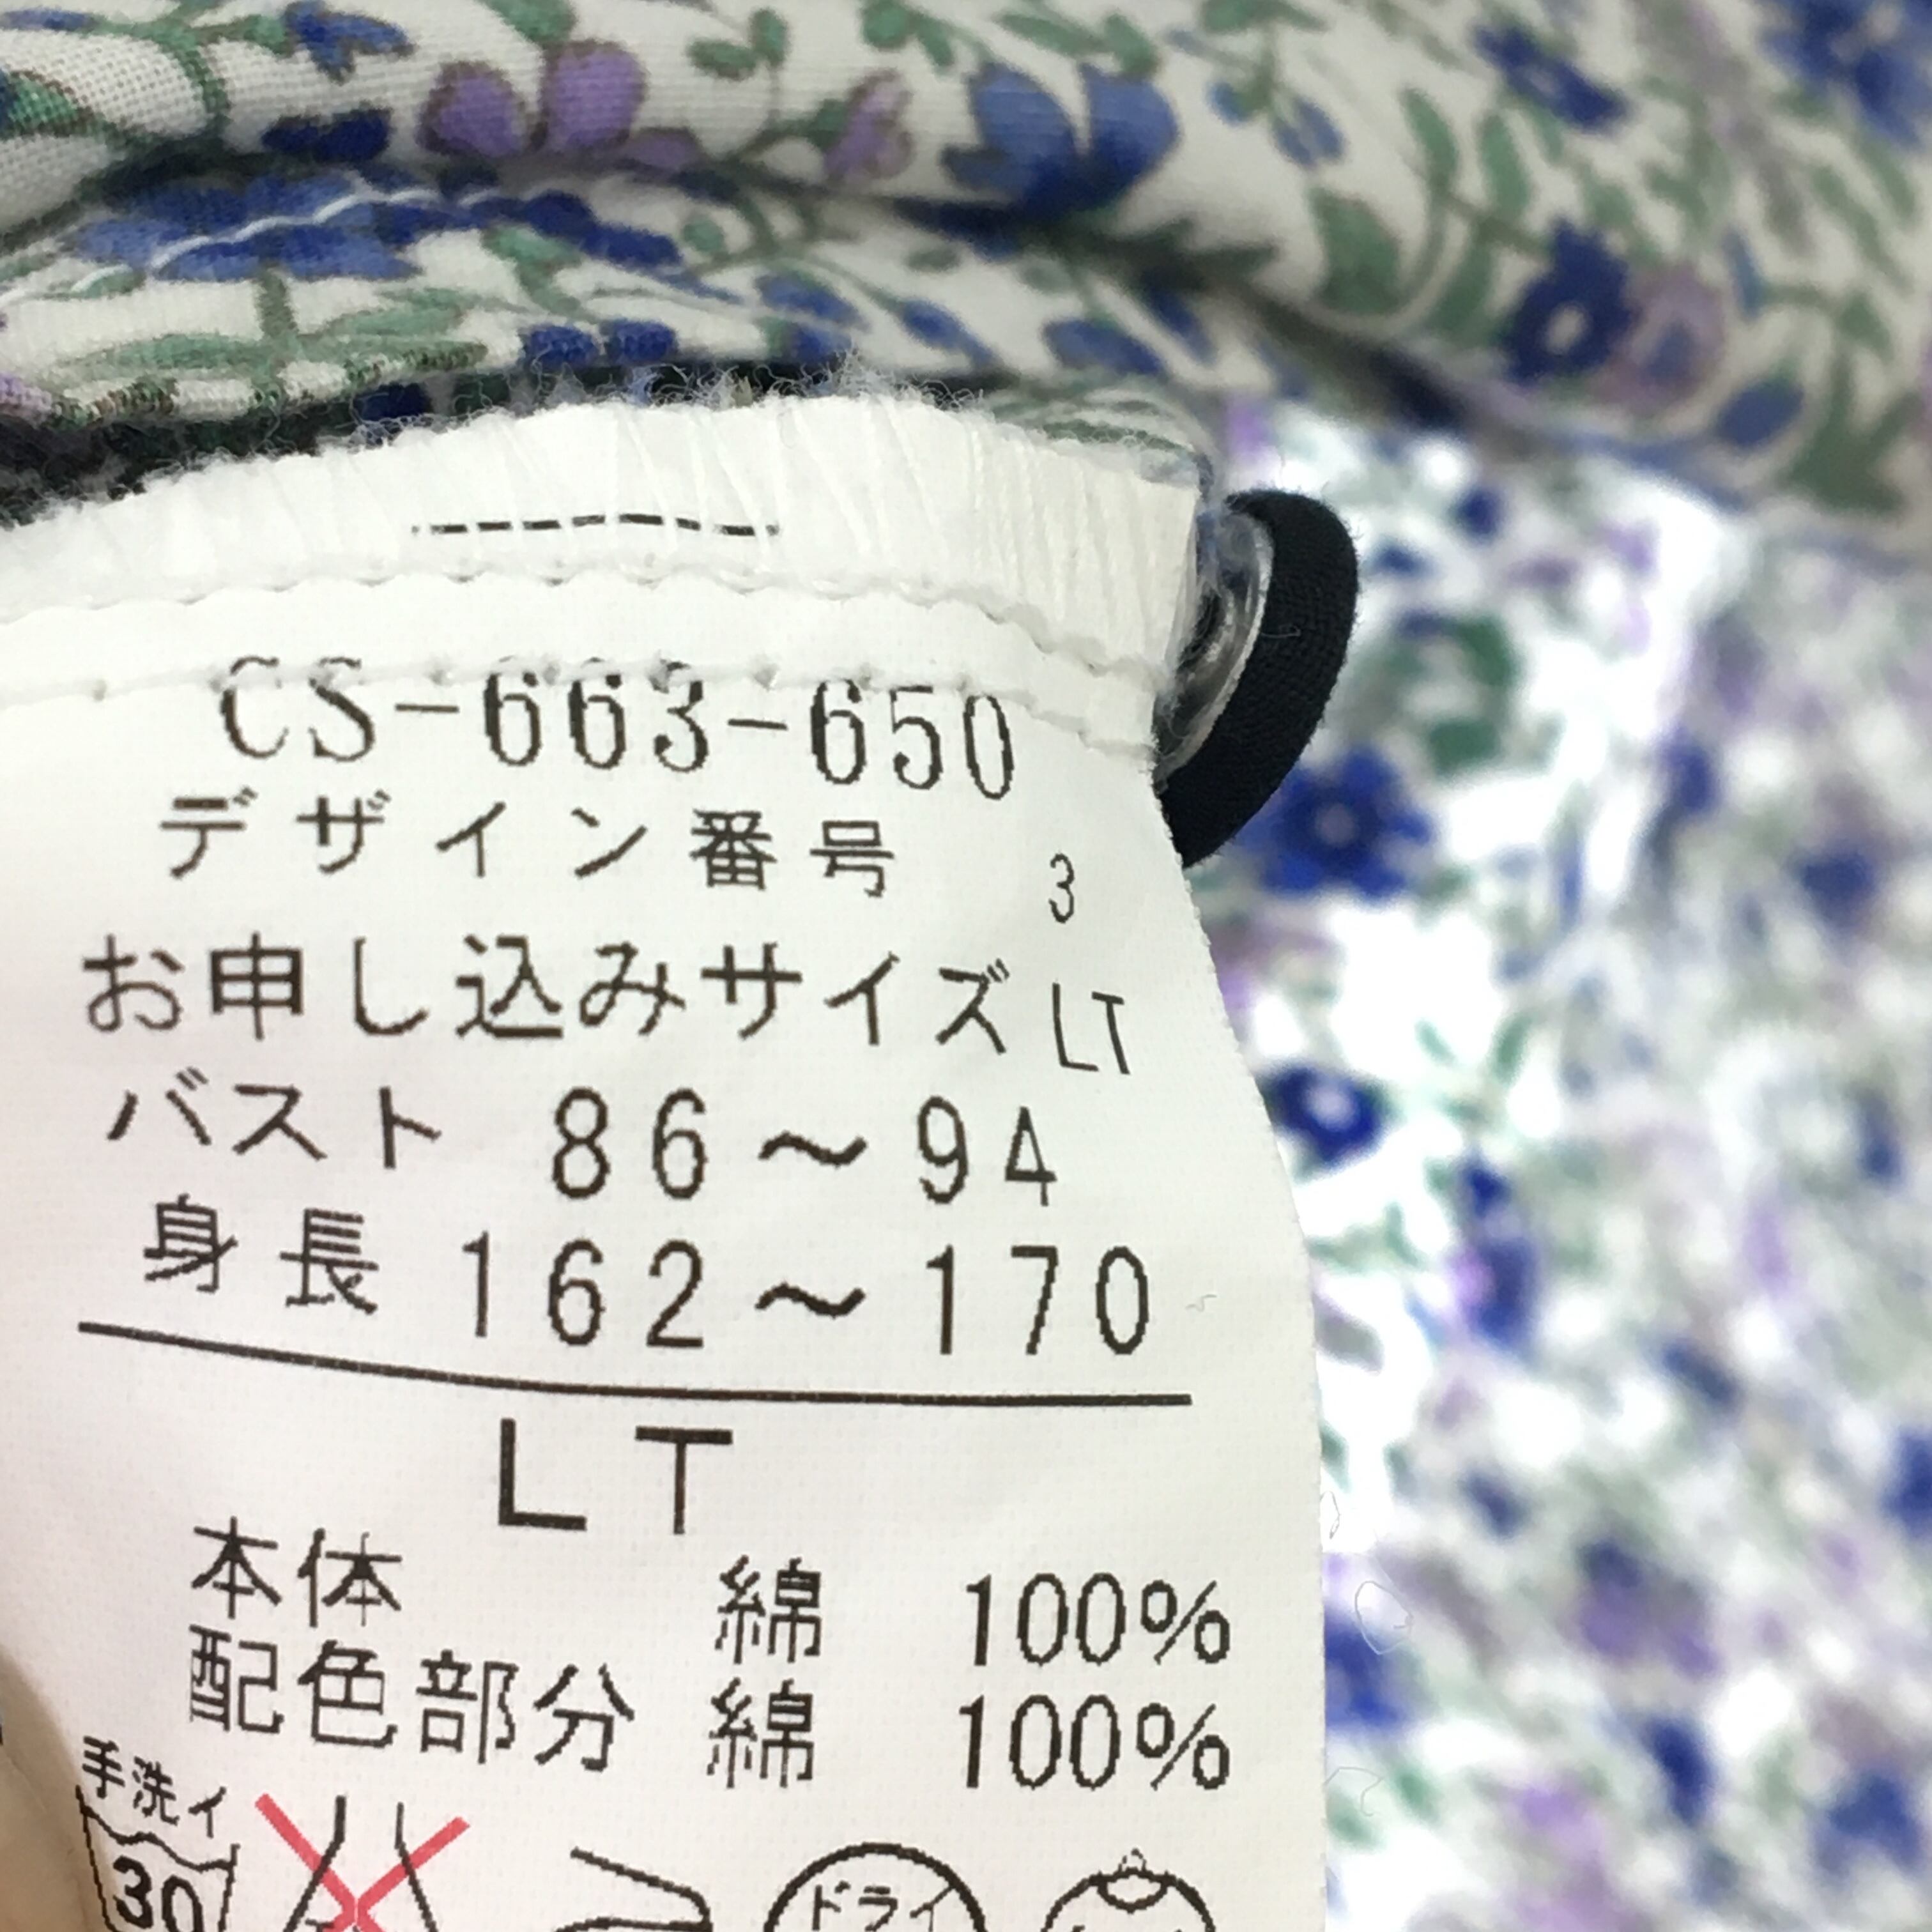 CS-663-650
デザイン番号 3
お申し込みサイズ LT
バスト 86～94
身長 162～170
LT
本体 綿 100%
配色部分 綿 100%
手洗イ
30
ドライ